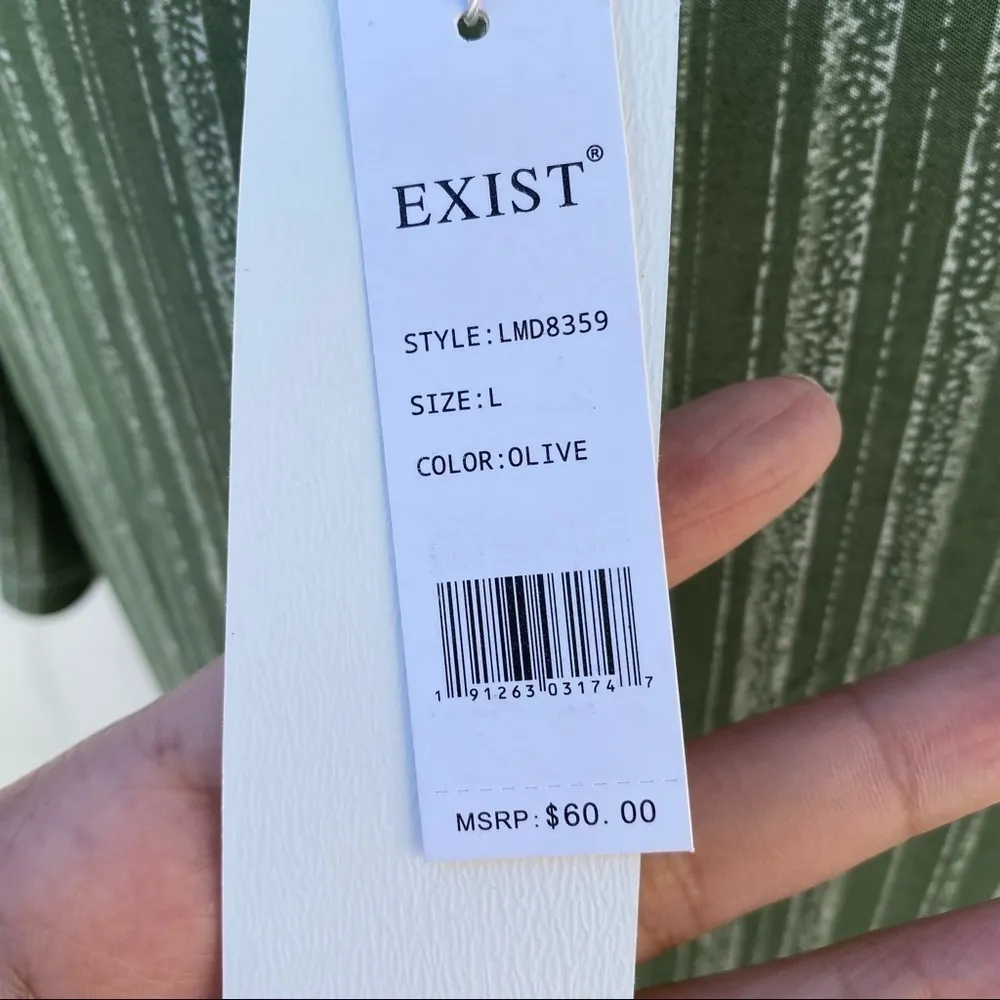 EXIST®
STYLE:LMD8359
SIZE:L
COLOR:OLIVE
1 91263 03174 7
MSRP:$60.00